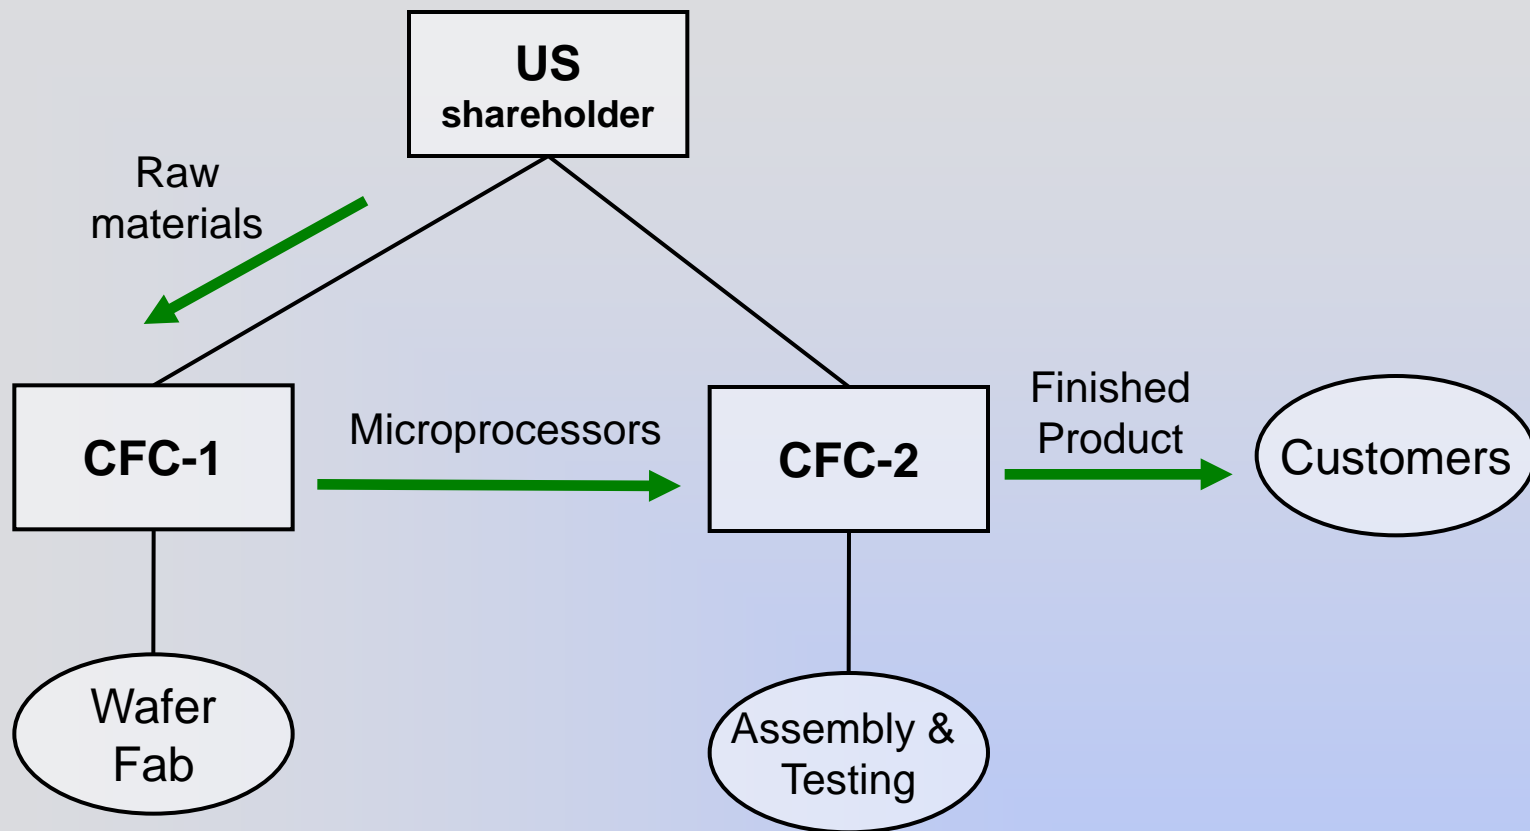 US
shareholder
Raw
materials
CFC-1
Microprocessors
CFC-2
Finished
Product
Customers
Wafer
Fab
Assembly &
Testing